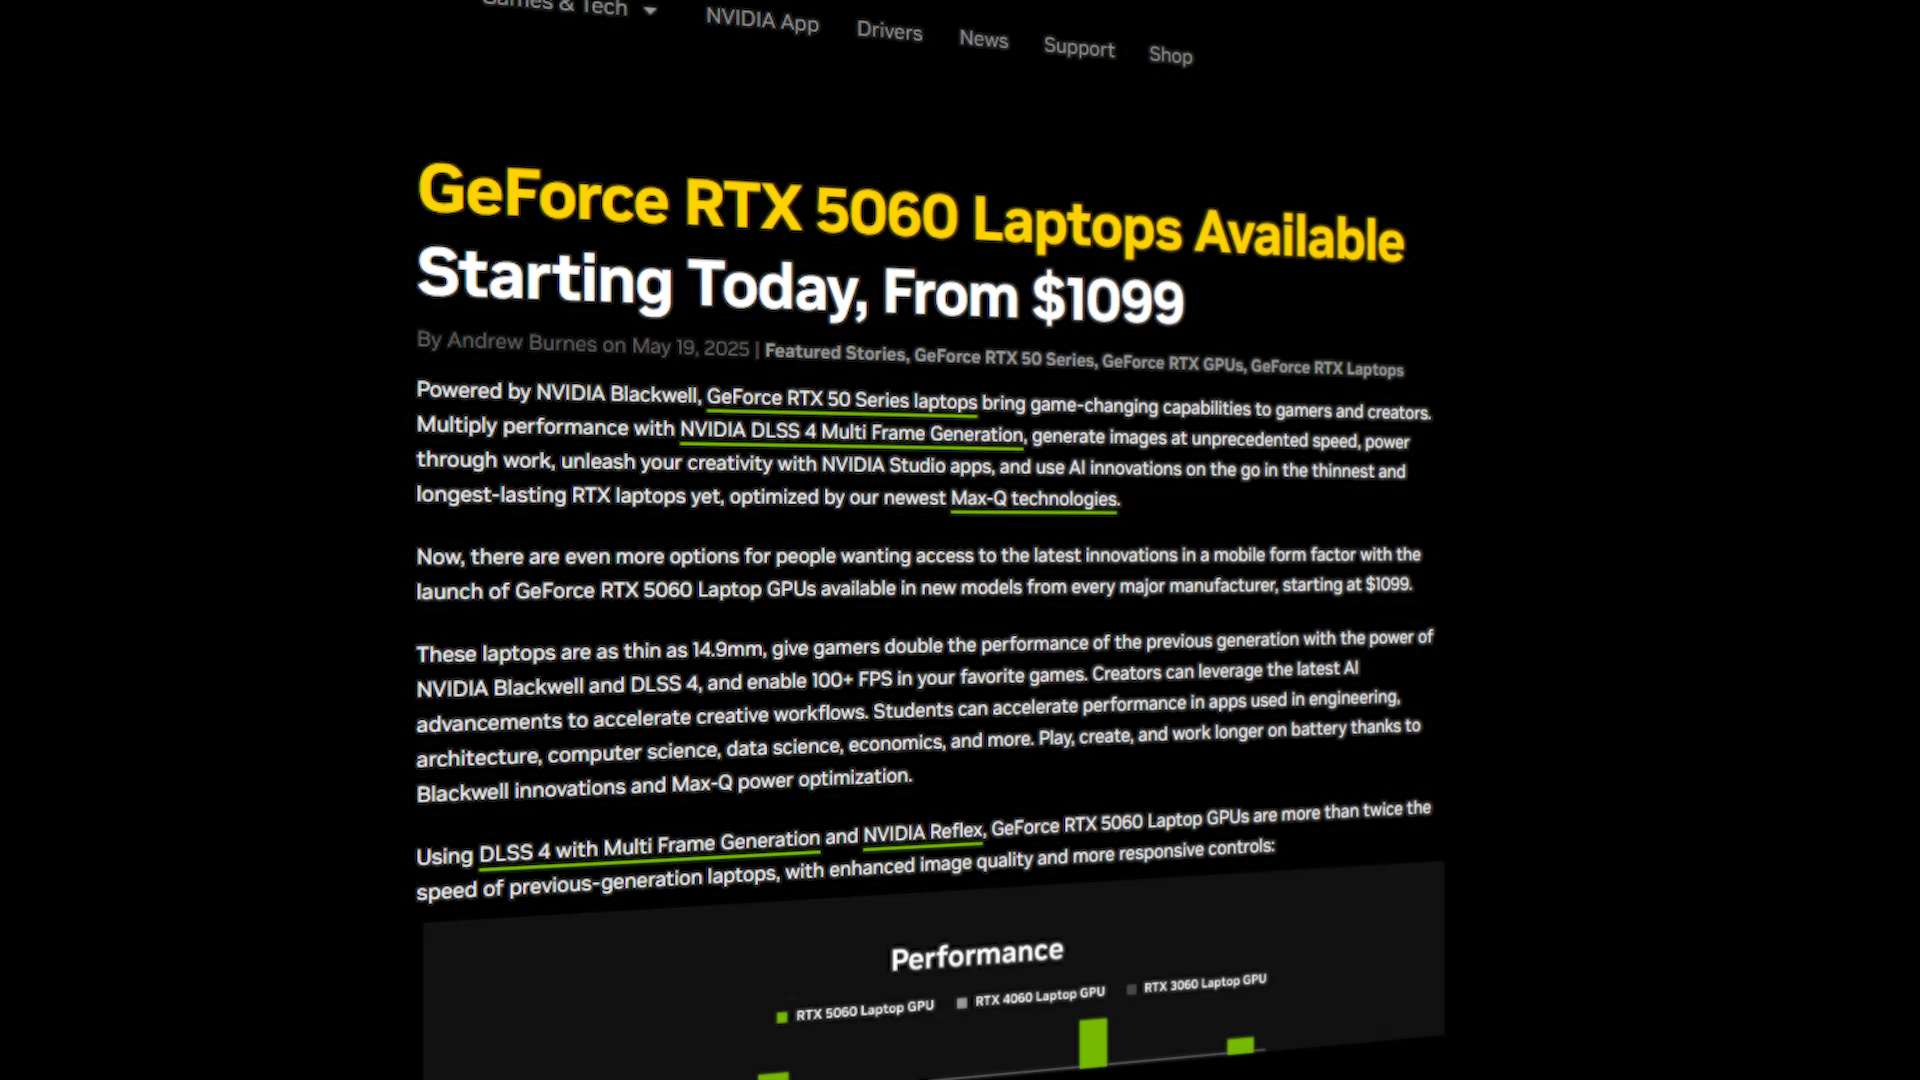 Games & Tech
NVIDIA App
Drivers
News
Support
Shop
GeForce RTX 5060 Laptops Available
Starting Today, From $1099
By Andrew Burnes on May 19, 2025 | Featured Stories, GeForce RTX 50 Series, GeForce RTX GPUs, GeForce RTX Laptops
Powered by NVIDIA Blackwell, GeForce RTX 50 Series laptops bring game-changing capabilities to gamers and creators.
Multiply performance with NVIDIA DLSS 4 Multi Frame Generation, generate images at unprecedented speed, power
through work, unleash your creativity with NVIDIA Studio apps, and use AI innovations on the go in the thinnest and
longest-lasting RTX laptops yet, optimized by our newest Max-Q technologies.
Now, there are even more options for people wanting access to the latest innovations in a mobile form factor with the
launch of GeForce RTX 5060 Laptop GPUs available in new models from every major manufacturer, starting at $1099.
These laptops are as thin as 14.9mm, give gamers double the performance of the previous generation with the power of
NVIDIA Blackwell and DLSS 4, and enable 100+ FPS in your favorite games. Creators can leverage the latest AI
advancements to accelerate creative workflows. Students can accelerate performance in apps used in engineering,
architecture, computer science, data science, economics, and more. Play, create, and work longer on battery thanks to
Blackwell innovations and Max-Q power optimization.
Using DLSS 4 with Multi Frame Generation and NVIDIA Reflex, GeForce RTX 5060 Laptop GPUs are more than twice the
speed of previous-generation laptops, with enhanced image quality and more responsive controls:
Performance
RTX 5060 Laptop GPU
RTX 4060 Laptop GPU
RTX 3060 Laptop GPU